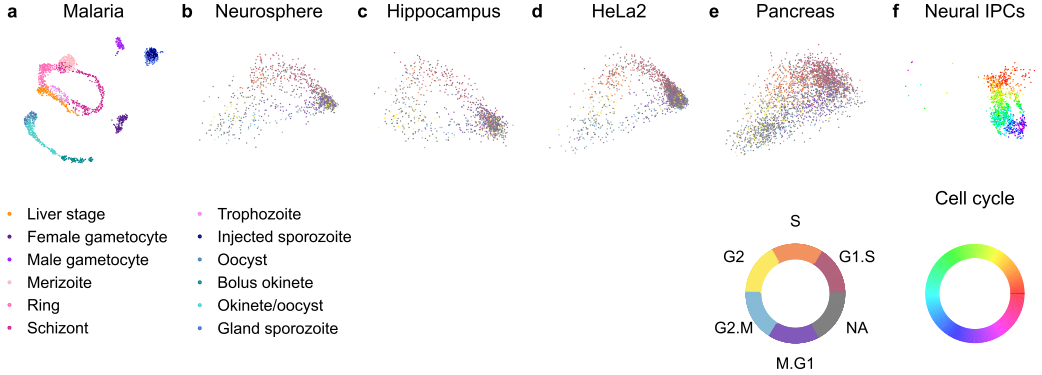 a Malaria b Neurosphere c Hippocampus d HeLa2 e Pancreas f Neural IPCs
Liver stage
Female gametocyte
Male gametocyte
Merizoite
Ring
Schizont
Trophozoite
Injected sporozoite
Oocyst
Bolus okinete
Okinete/oocyst
Gland sporozoite
S
G2 G1.S
G2.M NA
M.G1
Cell cycle